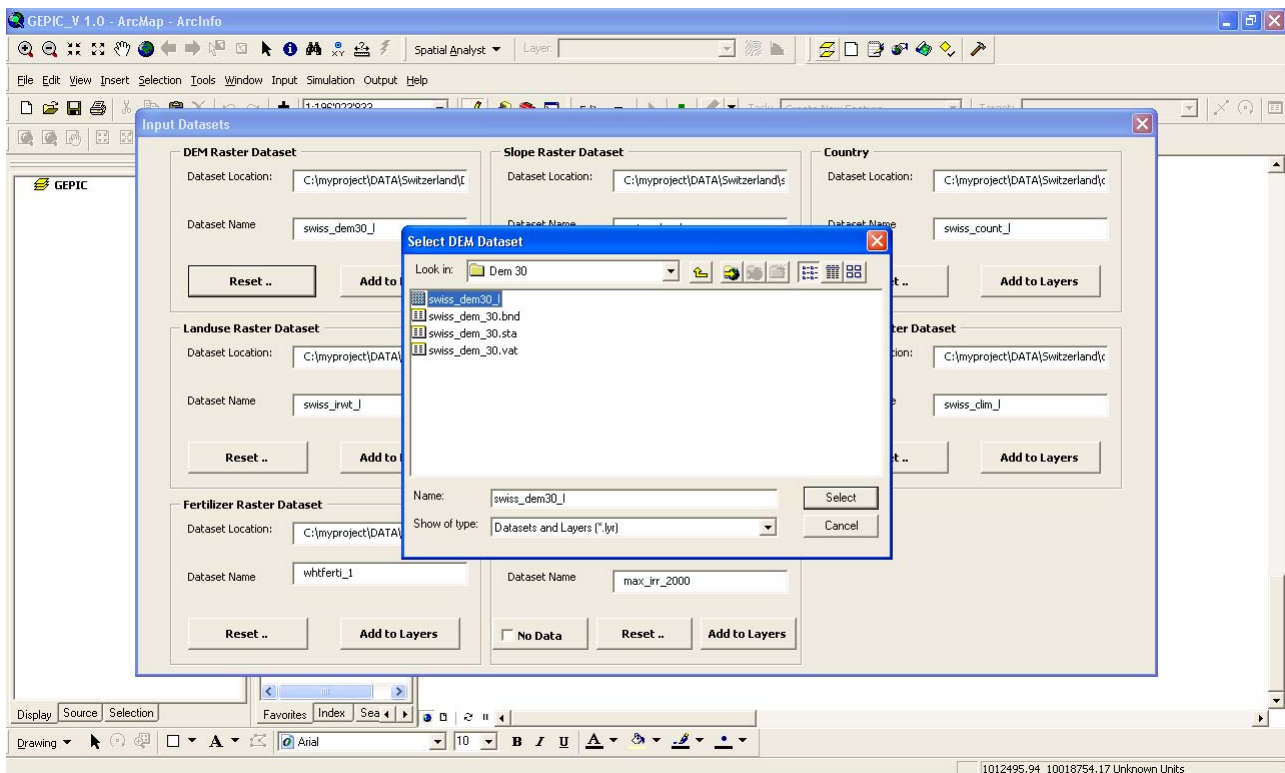 GEPIC_V 1.0 - ArcMap - ArcInfo
Spatial Analyst
Layer:
File Edit View Insert Selection Tools Window Input Simulation Output Help
Input Datasets
DEM Raster Dataset
Dataset Location: C:\myproject\DATA\Switzerland\
Dataset Name swiss_dem30_l
Reset ..
Slope Raster Dataset
Dataset Location: C:\myproject\DATA\Switzerland\s
Dataset Name
Country
Dataset Location: C:\myproject\DATA\Switzerland\c
Dataset Name swiss_count_l
Add to Layers
GEPIC
Select DEM Dataset
Look in: Dem 30
swiss_dem30_l
swiss_dem_30.bnd
swiss_dem_30.sta
swiss_dem_30.vat
Name: swiss_dem30_l
Select
Show of type: Datasets and Layers (*.lyr)
Cancel
Landuse Raster Dataset
Dataset Location: C:\myproject\DATA\
Dataset Name swiss_irwt_l
Reset ..
Dataset
C:\myproject\DATA\Switzerland\c
swiss_clim_l
Add to Layers
Fertilizer Raster Dataset
Dataset Location: C:\myproject\DATA\
Dataset Name whtferti_1
Reset .. Add to Layers
Dataset Name max_irr_2000
No Data Reset .. Add to Layers
Display Source Selection
Favorites Index Sea
Drawing Arial 10 B I U A
1012495.94 10018754.17 Unknown Units